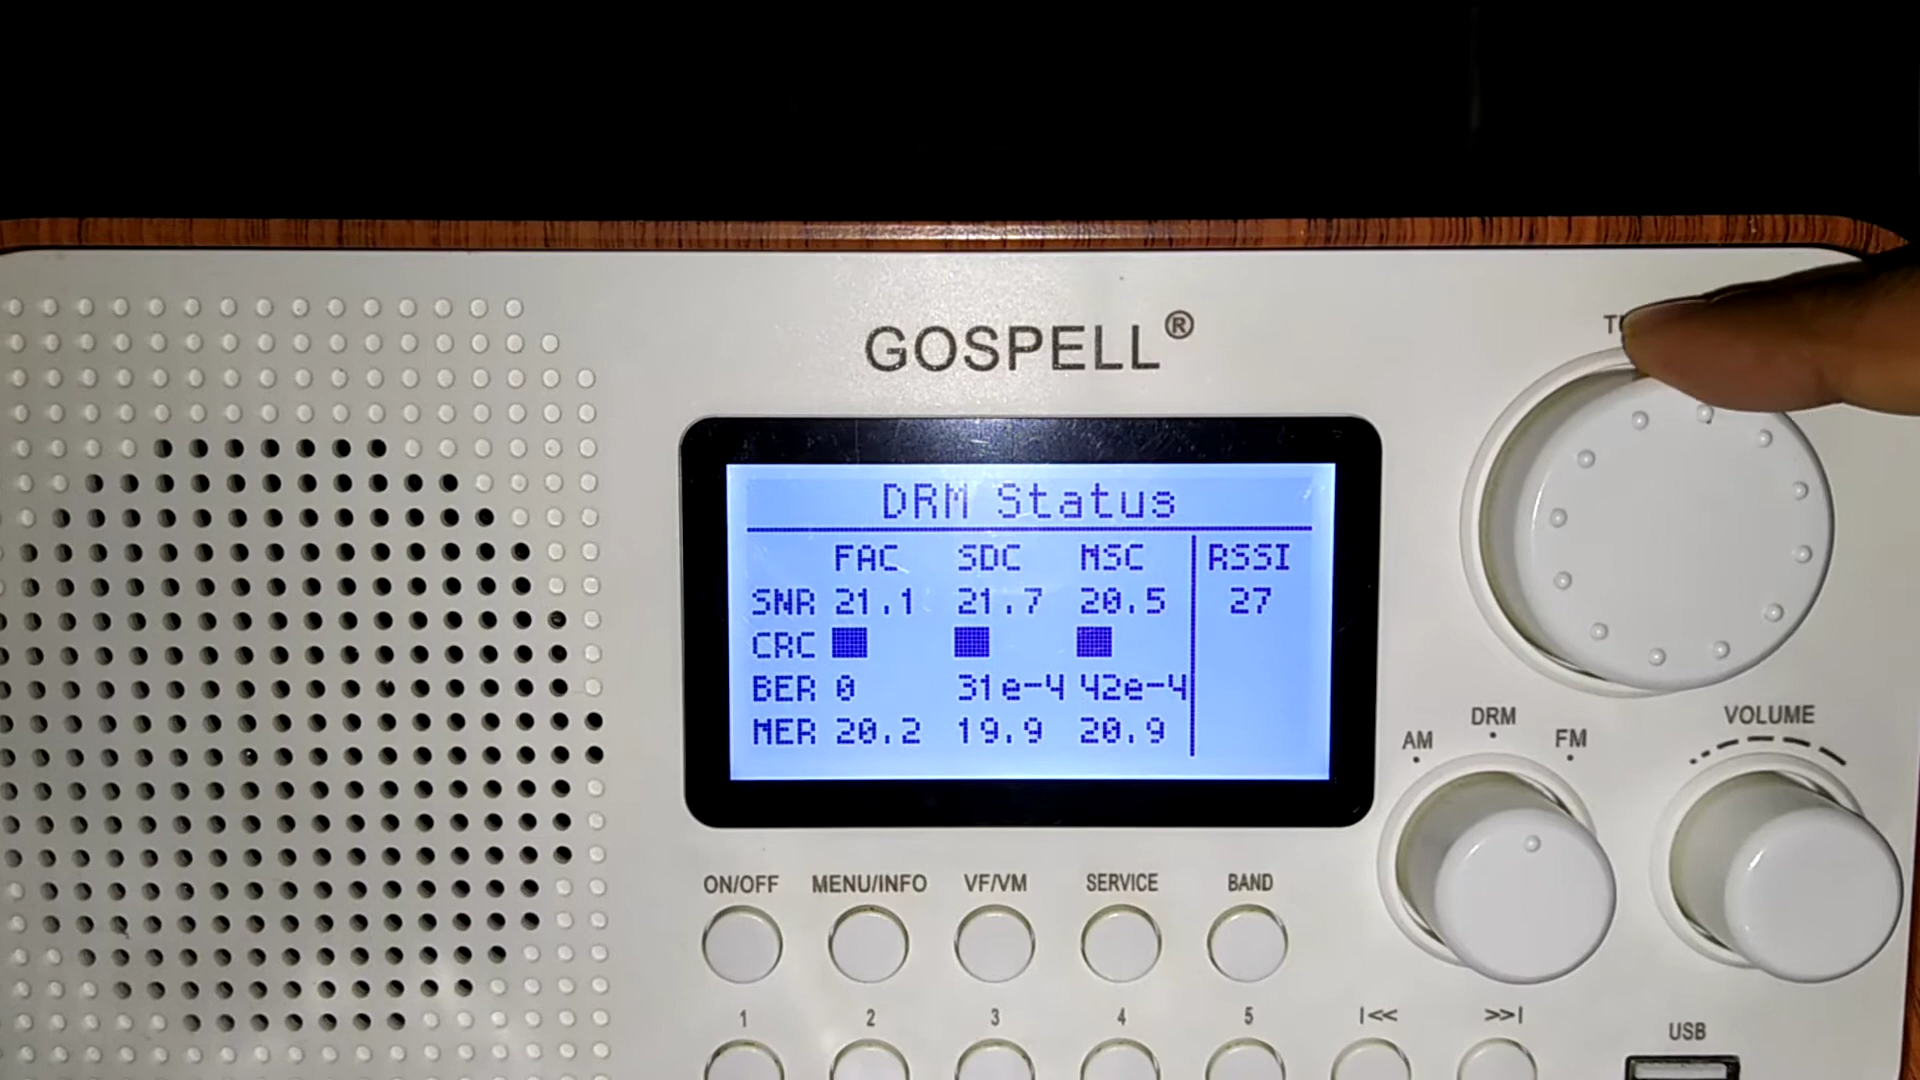 GOSPELL®
DRM Status
FAC SDC MSC RSSI
SNR 21.1 21.7 20.5 27
CRC
BER 0 31e-4 42e-4
MER 20.2 19.9 20.9
AM DRM FM
VOLUME
ON/OFF MENU/INFO VF/VM SERVICE BAND
1 2 3 4 5 |<< >>|
USB